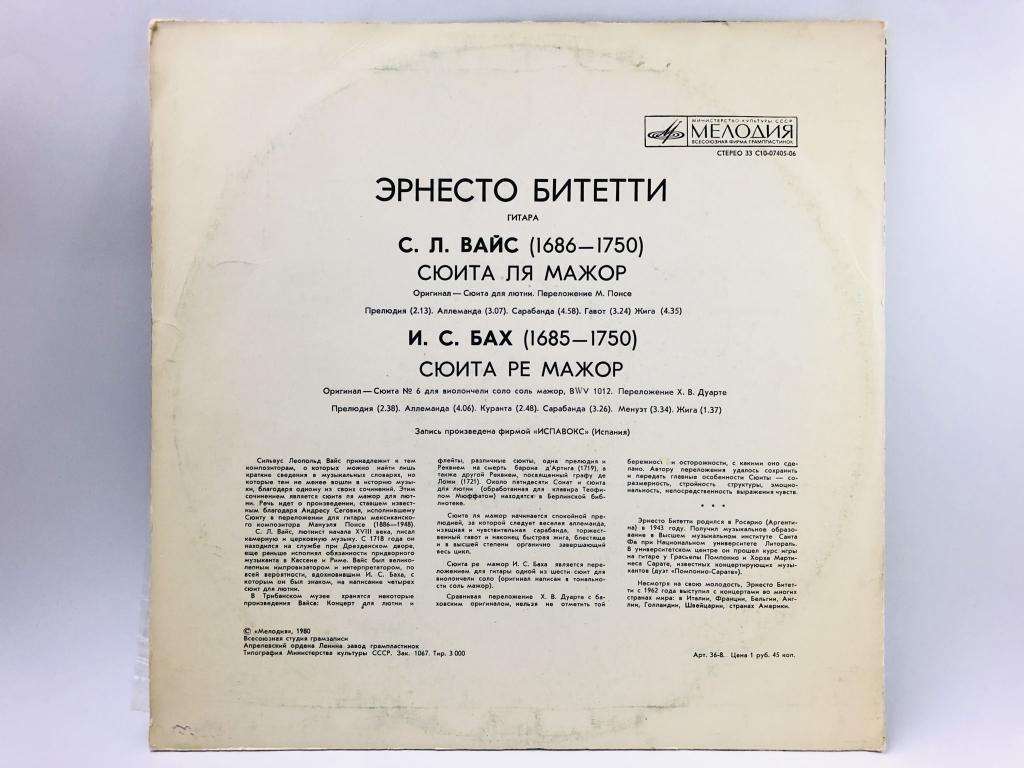 МИНИСТЕРСТВО КУЛЬТУРЫ СССР
МЕЛОДИЯ
ВСЕСОЮЗНАЯ ФИРМА ГРАМПЛАСТИНОК
СТЕРЕО 33 С10-07405-06
ЭРНЕСТО БИТЕТТИ
ГИТАРА
С. Л. ВАЙС (1686—1750)
СЮИТА ЛЯ МАЖОР
Оригинал — Сюита для лютни. Переложение М. Понсе
Прелюдия (2.13). Аллеманда (3.07). Сарабанда (4.58). Гавот (3.24) Жига (4.35)
И. С. БАХ (1685—1750)
СЮИТА РЕ МАЖОР
Оригинал — Сюита № 6 для виолончели соло соль мажор, BWV 1012. Переложение Х. В. Дуарте
Прелюдия (2.38). Аллеманда (4.06). Куранта (2.48). Сарабанда (3.26). Менуэт (3.34). Жига (1.37)
Запись произведена фирмой «ИСПАВОКС» (Испания)
Сильвус Леопольд Вайс принадлежит к тем
композиторам, о которых можно найти лишь
краткие сведения в музыкальных словарях, но
которые тем не менее вошли в историю музы-
ки, благодаря одному из своих сочинений. Этим
сочинением является сюита ля мажор для лют-
ни. Речь идет о произведении, ставшем извест-
ным благодаря Андресу Сеговия, исполнившему
Сюиту в переложении для гитары мексиканско-
го композитора Мануэля Понсе (1886—1948).
С. Л. Вайс, лютнист начала XVIII века, писал
камерную и церковную музыку. С 1718 года он
находился на службе при Дрезденском дворе,
еще раньше исполнял обязанности придворного
музыканта в Кассене и Риме. Вайс был велико-
лепным импровизатором и интерпретатором, по
всей вероятности, вдохновившим И. С. Баха, с
которым он был знаком, на написание четырех
сюит для лютни.
В Трибанском музее хранятся некоторые
произведения Вайса: Концерт для лютни и
флейты, различные сюиты, одна прелюдия и
Реквием на смерть барона д'Артига (1719), а
также другой Реквием, посвященный графу де
Ложи (1721). Около пятидесяти Сонат и сюита
для лютни (обработанная для клавира Теофи-
лом Мюффатом) находятся в Берлинской биб-
лиотеке.
Сюита ля мажор начинается спокойной пре-
людией, за которой следует веселая аллеманда,
изящная и чувствительная сарабанда, торжест-
венный гавот и наконец быстрая жига, блестяще
и в высшей степени органично завершающий
весь цикл.
Сюита ре мажор И. С. Баха является пере-
ложением для гитары одной из шести сюит для
виолончели соло (оригинал написан в тонально-
сти соль мажор).
Сравнивая переложение Х. В. Дуарте с ба-
ховским оригиналом, нельзя не отметить той
бережност и осторожности, с какими оно сде-
лано. Автору переложения удалось сохранить
и передать главные особенности Сюиты — со-
размерность, стройность структуры, эмоцио-
нальность, непосредственность выражения чувств.
* * *
Эрнесто Битетти родился в Росарио (Аргенти-
на) в 1943 году. Получил музыкальное образо-
вание в Высшем музыкальном институте Санта
Фе при Национальном университете Литораль.
В университетском центре он прошел курс игры
на гитаре у Грасьелы Помпонио и Хорхе Марти-
неса Сарате, известных концертирующих музы-
кантов (дуэт «Помпонио-Сарате»).
Несмотря на свою молодость, Эрнесто Битет-
ти с 1962 года выступил с концертами во многих
странах мира: в Италии, Франции, Бельгии, Анг-
лии, Голландии, Швейцарии, странах Америки.
© «Мелодия», 1980
Всесоюзная студия грамзаписи
Апрелевский ордена Ленина завод грампластинок
Типография Министерства культуры СССР. Зак. 1067. Тир. 3 000
Арт. 36-8. Цена 1 руб. 45 коп.